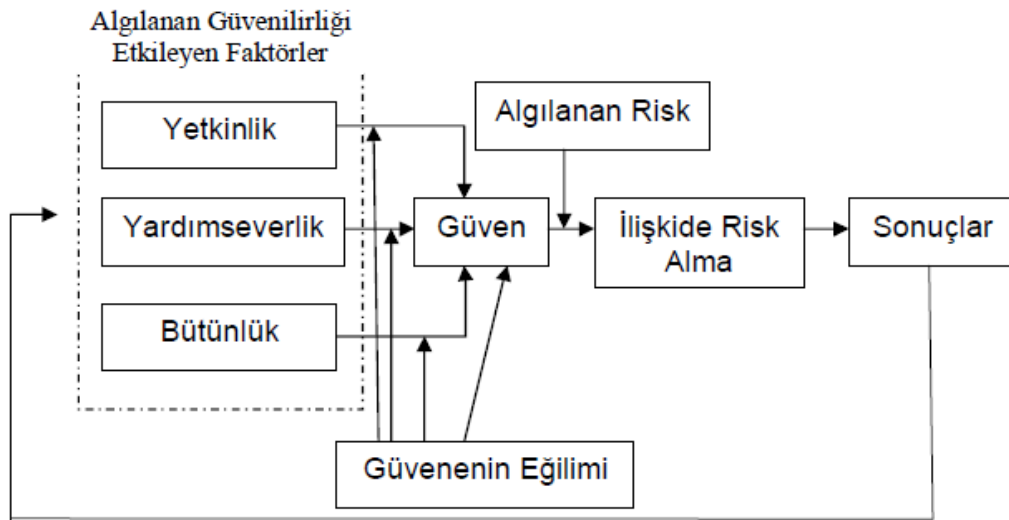 Algılanan Güvenilirliği
Etkileyen Faktörler
Yetkinlik
Algılanan Risk
Yardımseverlik
Güven
İlişkide Risk
Alma
Sonuçlar
Bütünlük
Güvenenin Eğilimi